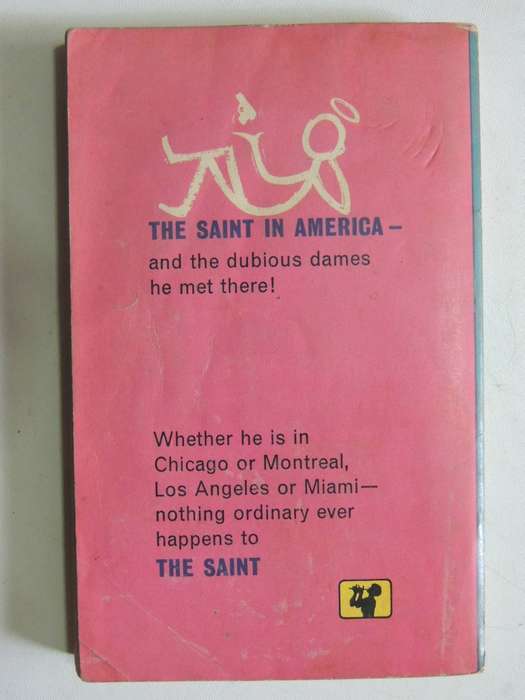 THE SAINT IN AMERICA –
and the dubious dames
he met there!
Whether he is in
Chicago or Montreal,
Los Angeles or Miami—
nothing ordinary ever
happens to
THE SAINT